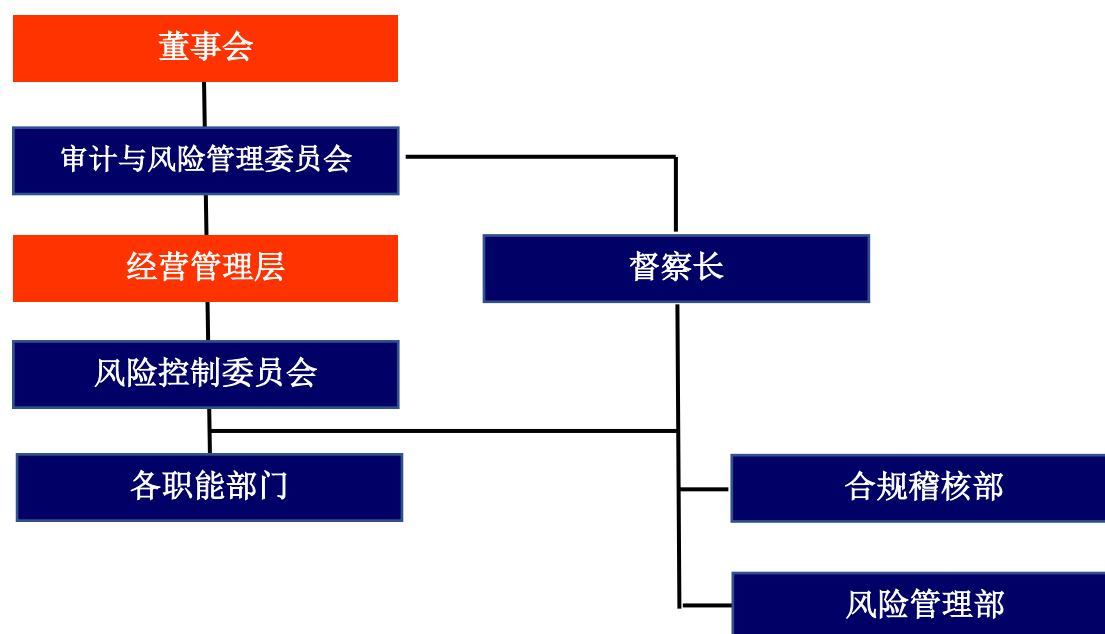 董事会
审计与风险管理委员会
经营管理层
督察长
风险控制委员会
各职能部门
合规稽核部
风险管理部